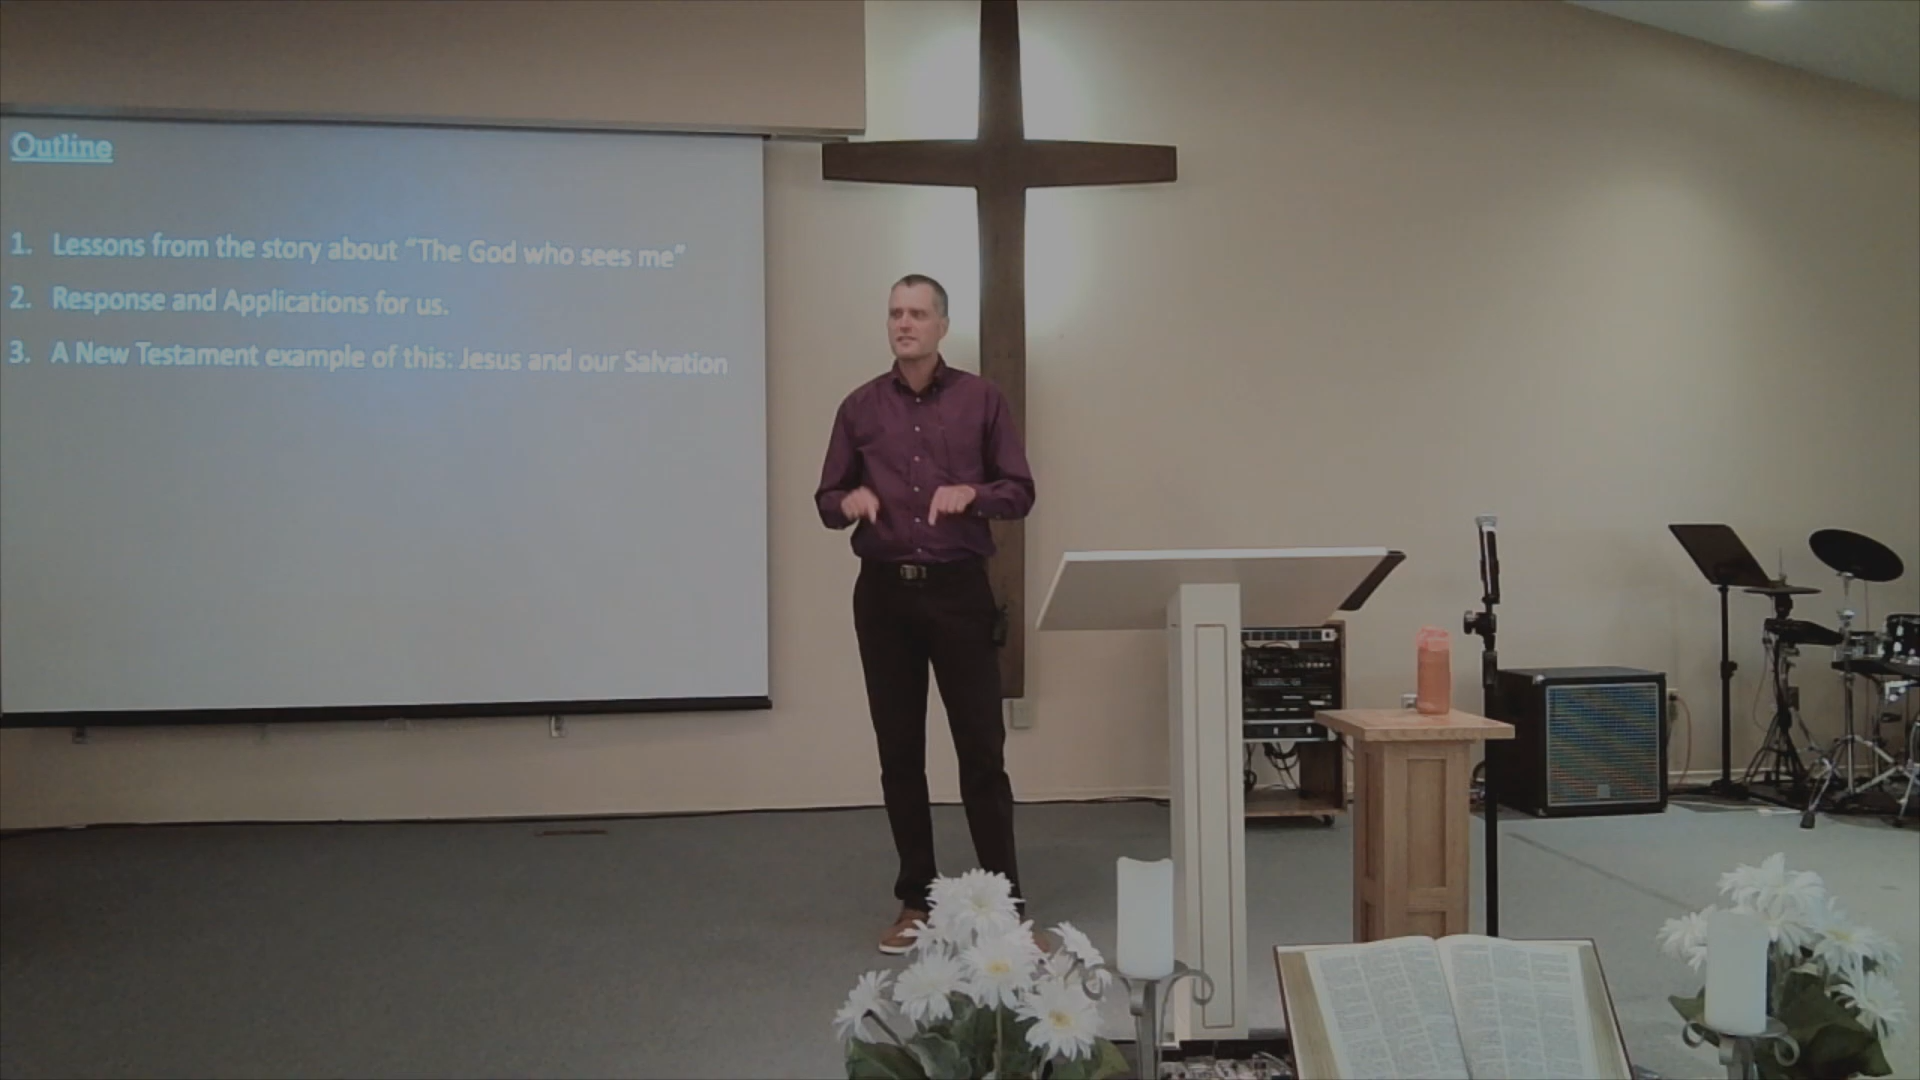 Outline
1. Lessons from the story about “The God who sees me”
2. Response and Applications for us.
3. A New Testament example of this: Jesus and our Salvation